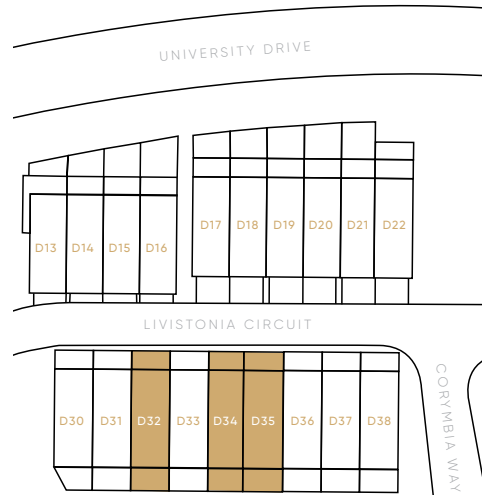 UNIVERSITY DRIVE
D17 D18 D19 D20 D21 D22
D13 D14 D15 D16
LIVISTONIA CIRCUIT
CORYMBIA WAY
D30 D31 D32 D33 D34 D35 D36 D37 D38